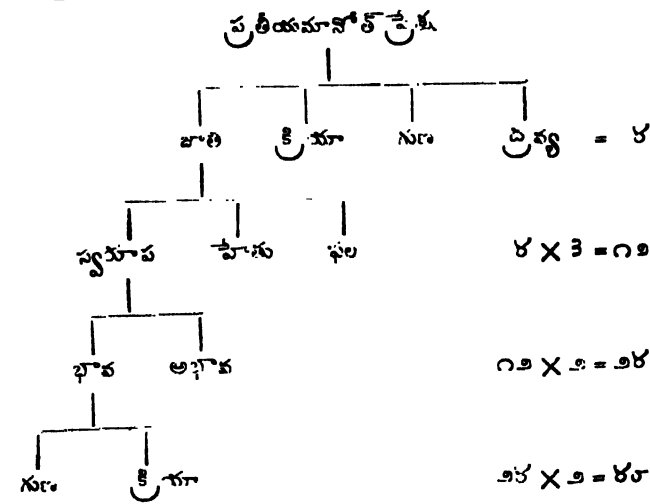 ప్రతీయమానోత్ప్రేక్ష
జాతి క్రియా గుణ ద్రవ్య = ౪
స్వరూప హేతు ఫల ౪ × ౩ = ౧౨
భావ అభావ ౧౨ × ౨ = ౨౪
గుణ క్రియా ౨౪ × ౨ = ౪౮